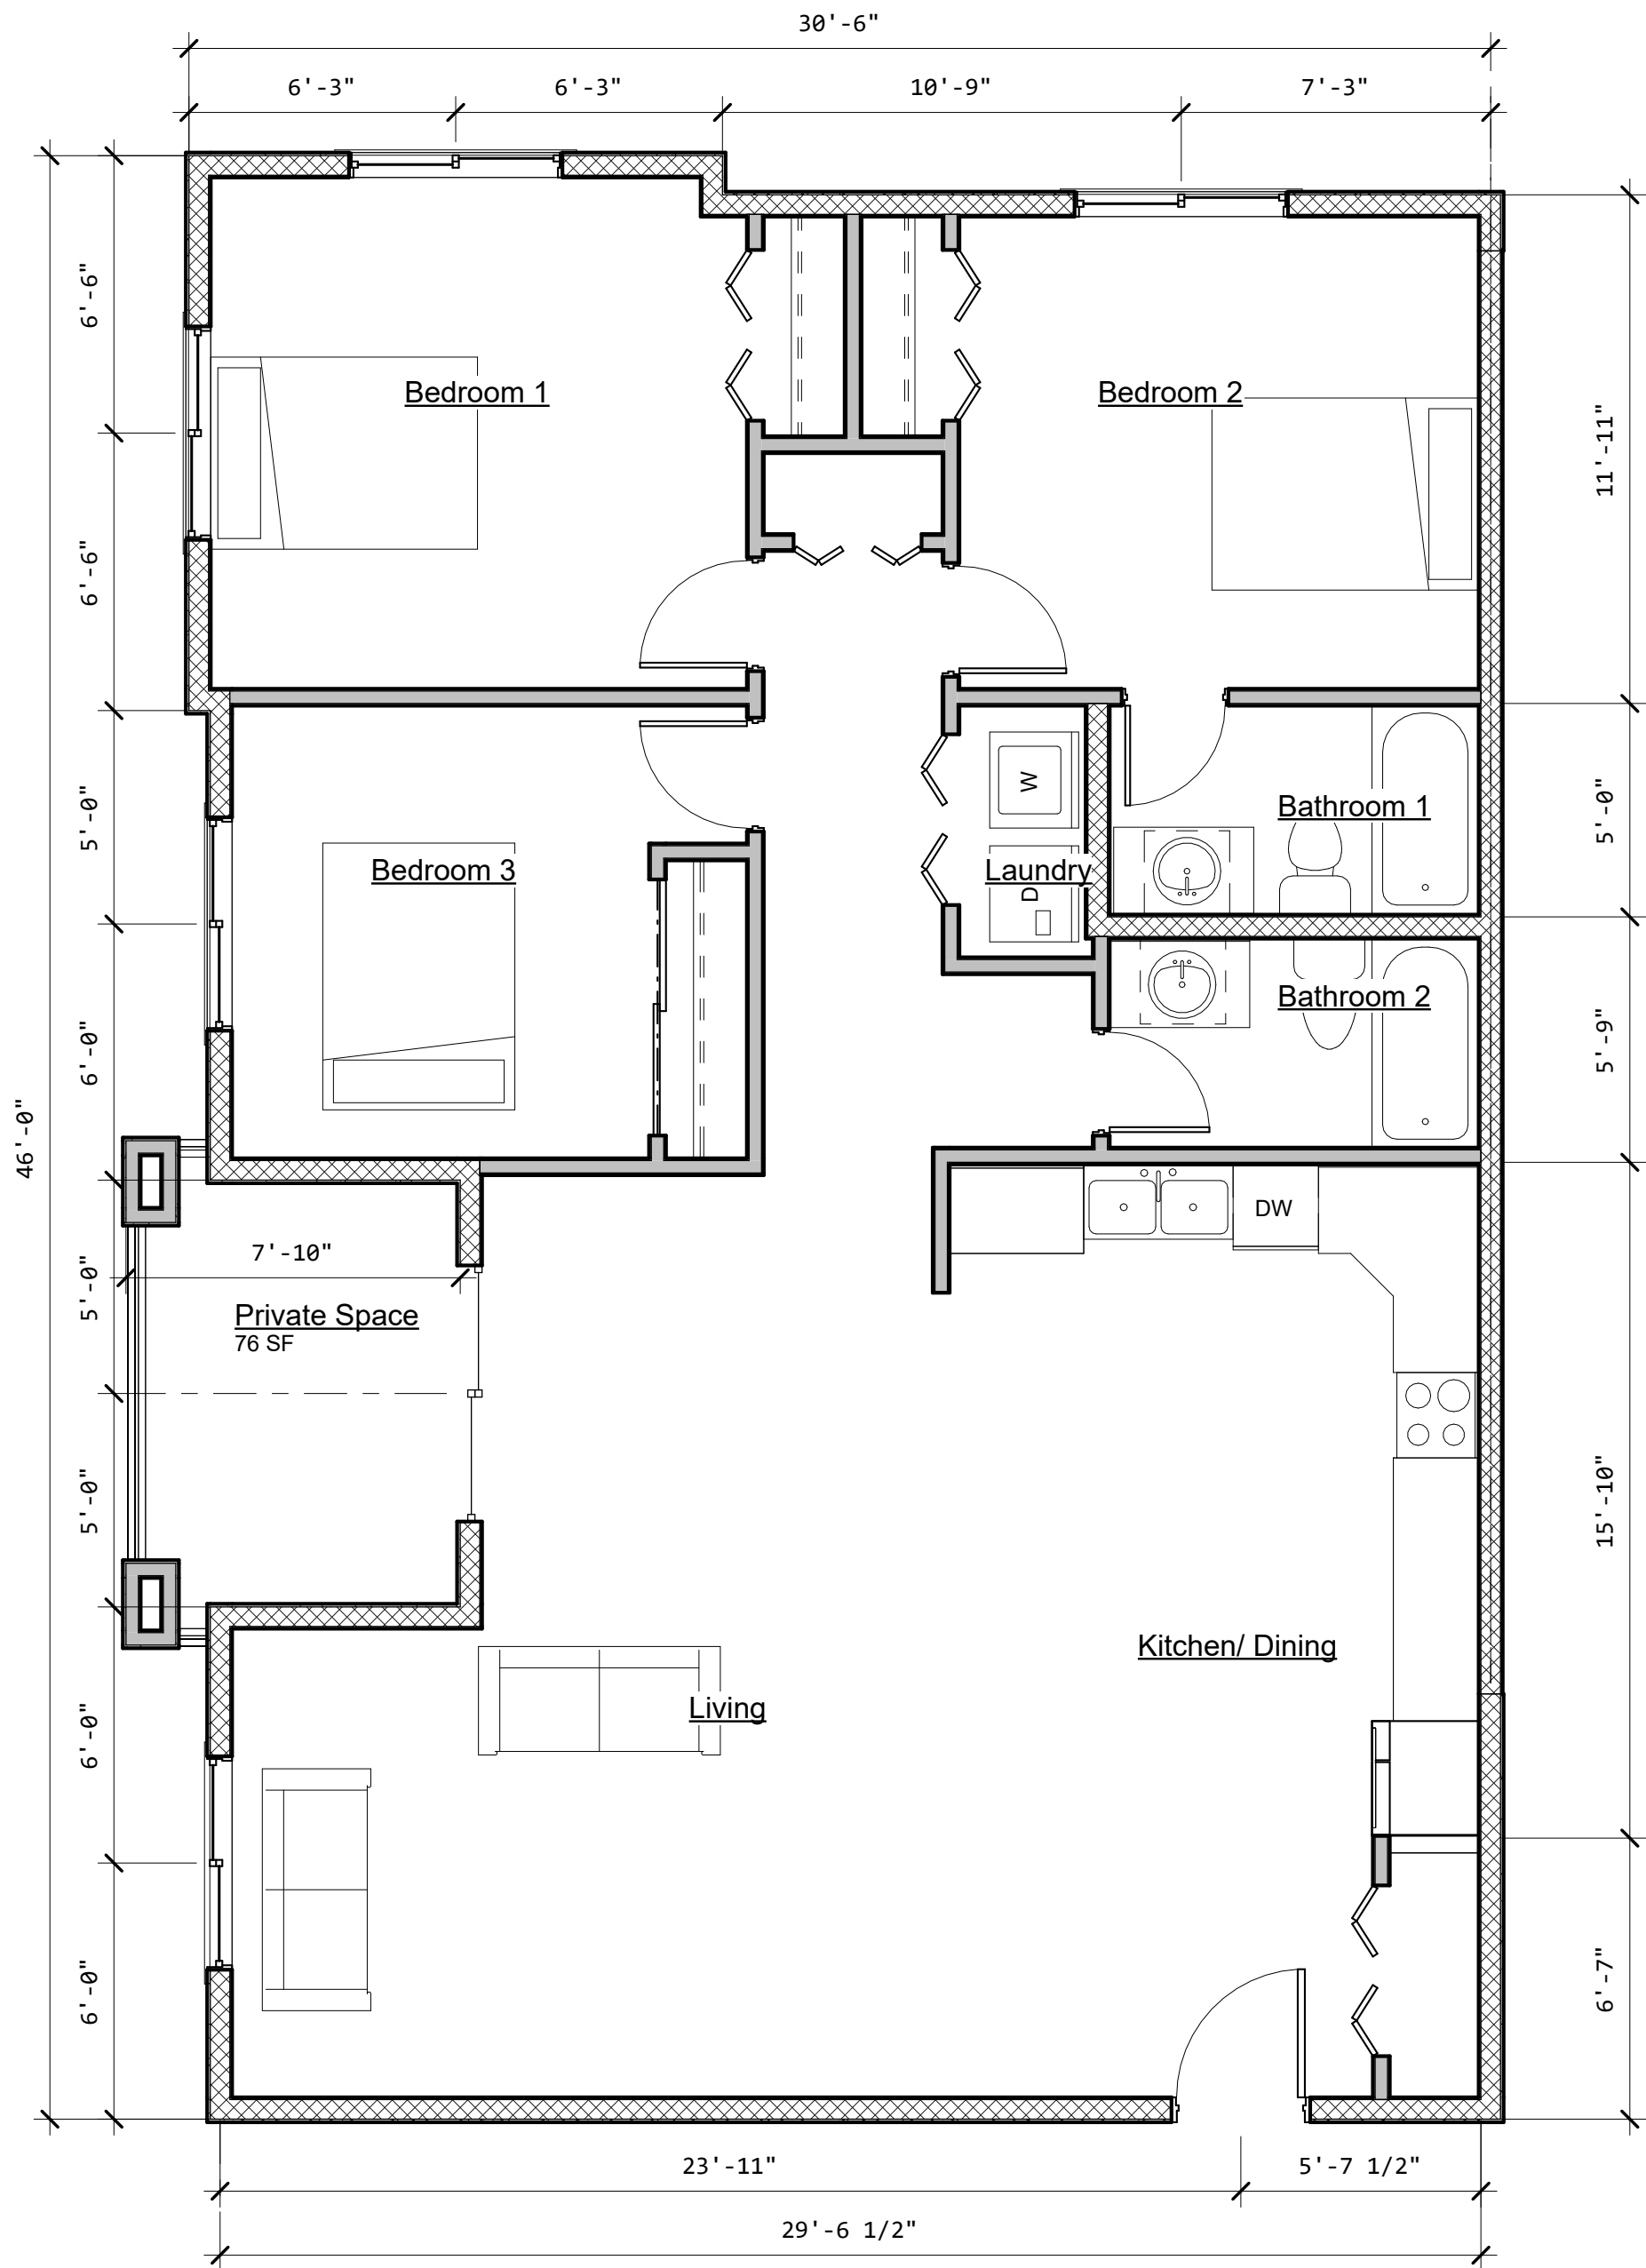 30'-6"
6'-3"
6'-3"
10'-9"
7'-3"
6'-6"
Bedroom 1
Bedroom 2
11'-11"
6'-6"
W
5'-0"
Bathroom 1
5'-0"
Bedroom 3
Laundry
D
Bathroom 2
6'-0"
5'-9"
46'-0"
DW
7'-10"
5'-0"
Private Space
76 SF
5'-0"
15'-10"
Kitchen/ Dining
Living
6'-0"
6'-0"
6'-7"
23'-11"
5'-7 1/2"
29'-6 1/2"